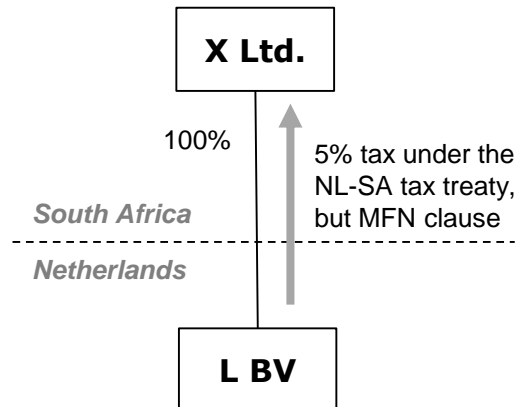 X Ltd.
100%
5% tax under the
NL-SA tax treaty,
but MFN clause
South Africa
Netherlands
L BV